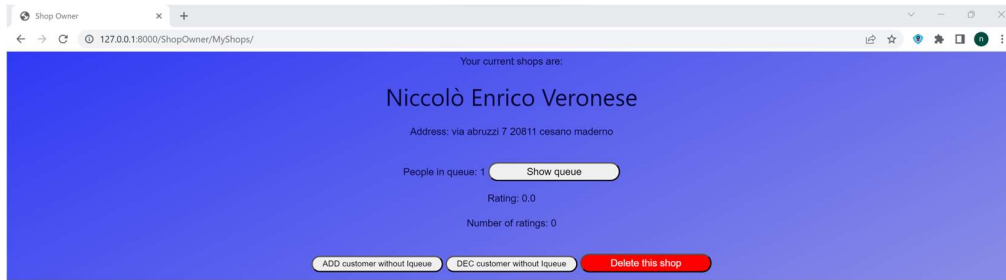 Shop Owner
127.0.0.1:8000/ShopOwner/MyShops/
n
Your current shops are:
Niccolò Enrico Veronese
Address: via abruzzi 7 20811 cesano maderno
People in queue: 1 Show queue
Rating: 0.0
Number of ratings: 0
ADD customer without Iqueue DEC customer without Iqueue Delete this shop